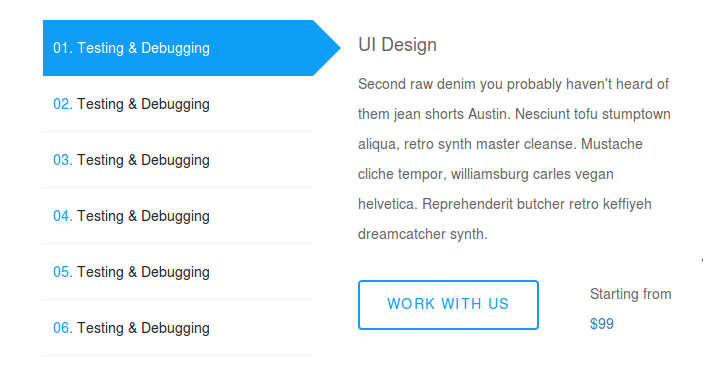 01. Testing & Debugging
02. Testing & Debugging
03. Testing & Debugging
04. Testing & Debugging
05. Testing & Debugging
06. Testing & Debugging
UI Design
Second raw denim you probably haven't heard of
them jean shorts Austin. Nesciunt tofu stumptown
aliqua, retro synth master cleanse. Mustache
cliche tempor, williamsburg carles vegan
helvetica. Reprehenderit butcher retro keffiyeh
dreamcatcher synth.
WORK WITH US
Starting from
$99